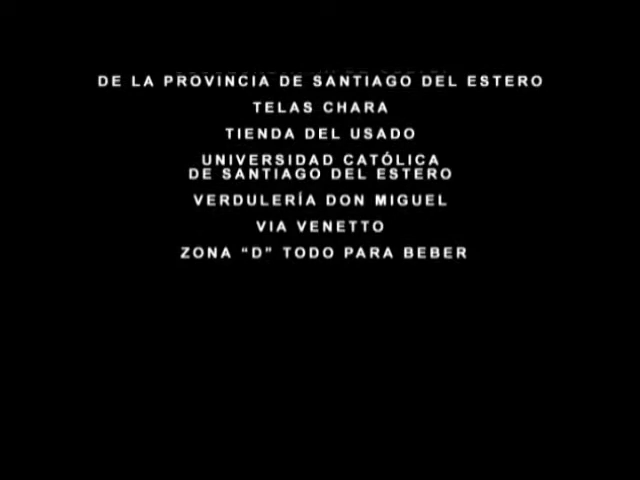 DE LA PROVINCIA DE SANTIAGO DEL ESTERO
TELAS CHARA
TIENDA DEL USADO
UNIVERSIDAD CATÓLICA
DE SANTIAGO DEL ESTERO
VERDULERÍA DON MIGUEL
VIA VENETTO
ZONA “D” TODO PARA BEBER